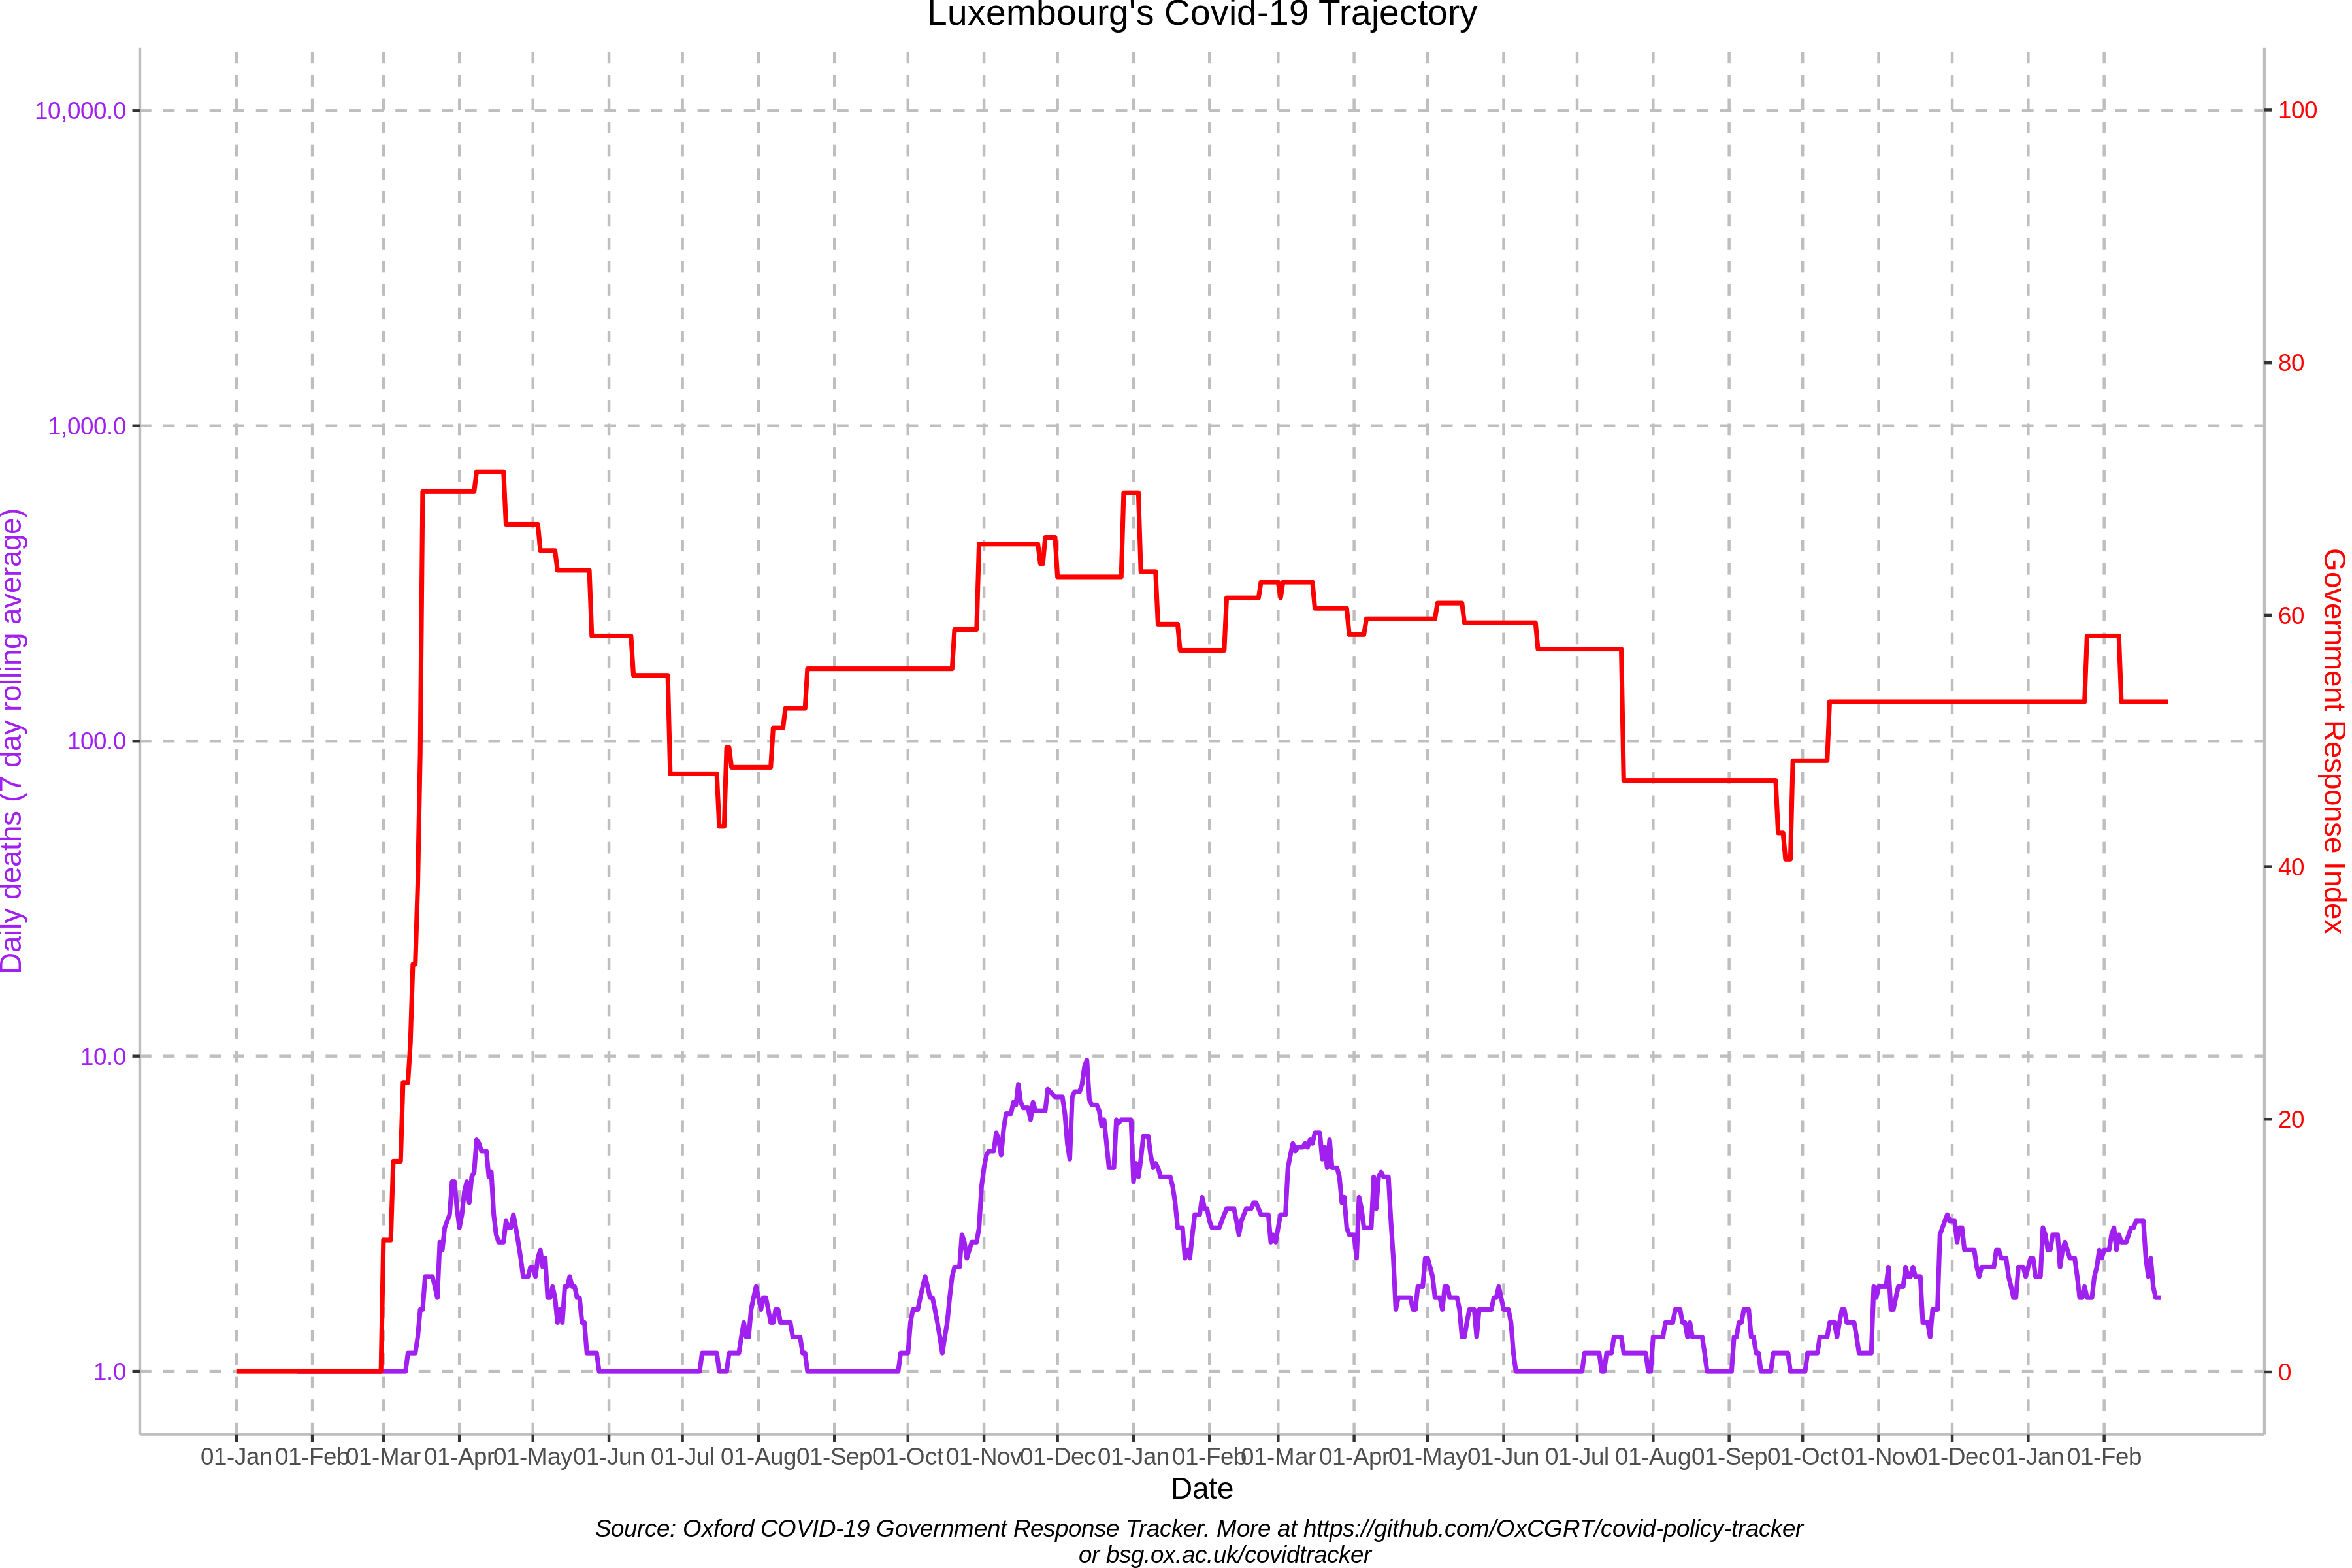 Luxembourg's Covid-19 Trajectory
10,000.0
1,000.0
100.0
10.0
1.0
Daily deaths (7 day rolling average)
100
80
60
40
20
0
Government Response Index
01-Jan 01-Feb 01-Mar 01-Apr 01-May 01-Jun 01-Jul 01-Aug 01-Sep 01-Oct 01-Nov 01-Dec 01-Jan 01-Feb 01-Mar 01-Apr 01-May 01-Jun 01-Jul 01-Aug 01-Sep 01-Oct 01-Nov 01-Dec 01-Jan 01-Feb
Date
Source: Oxford COVID-19 Government Response Tracker. More at https://github.com/OxCGRT/covid-policy-tracker
or bsg.ox.ac.uk/covidtracker